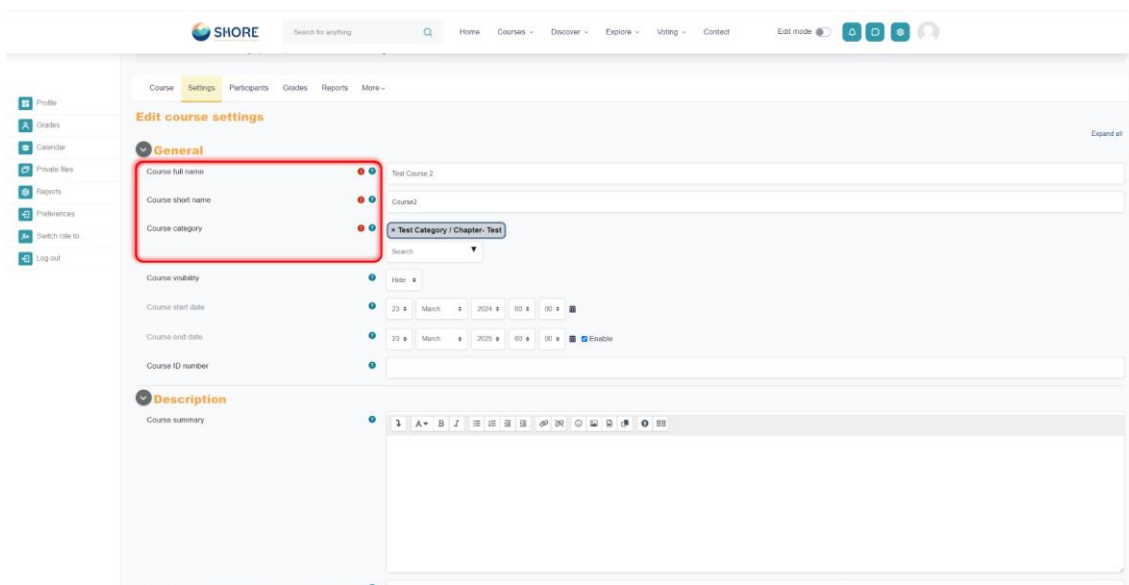 SHORE Search for anything Home Courses Discover Explore Voting Contact Edit mode
Course Settings Participants Grades Reports More
Profile
Grades
Calendar
Private files
Reports
Preferences
Switch role to...
Log out
Edit course settings
Expand all
General
Course full name Test Course 2
Course short name Course2
Course category × Test Category / Chapter- Test
Search ▼
Course visibility Hide
Course start date 23 March 2024 00 00
Course end date 23 March 2025 00 00 Enable
Course ID number
Description
Course summary
A B I